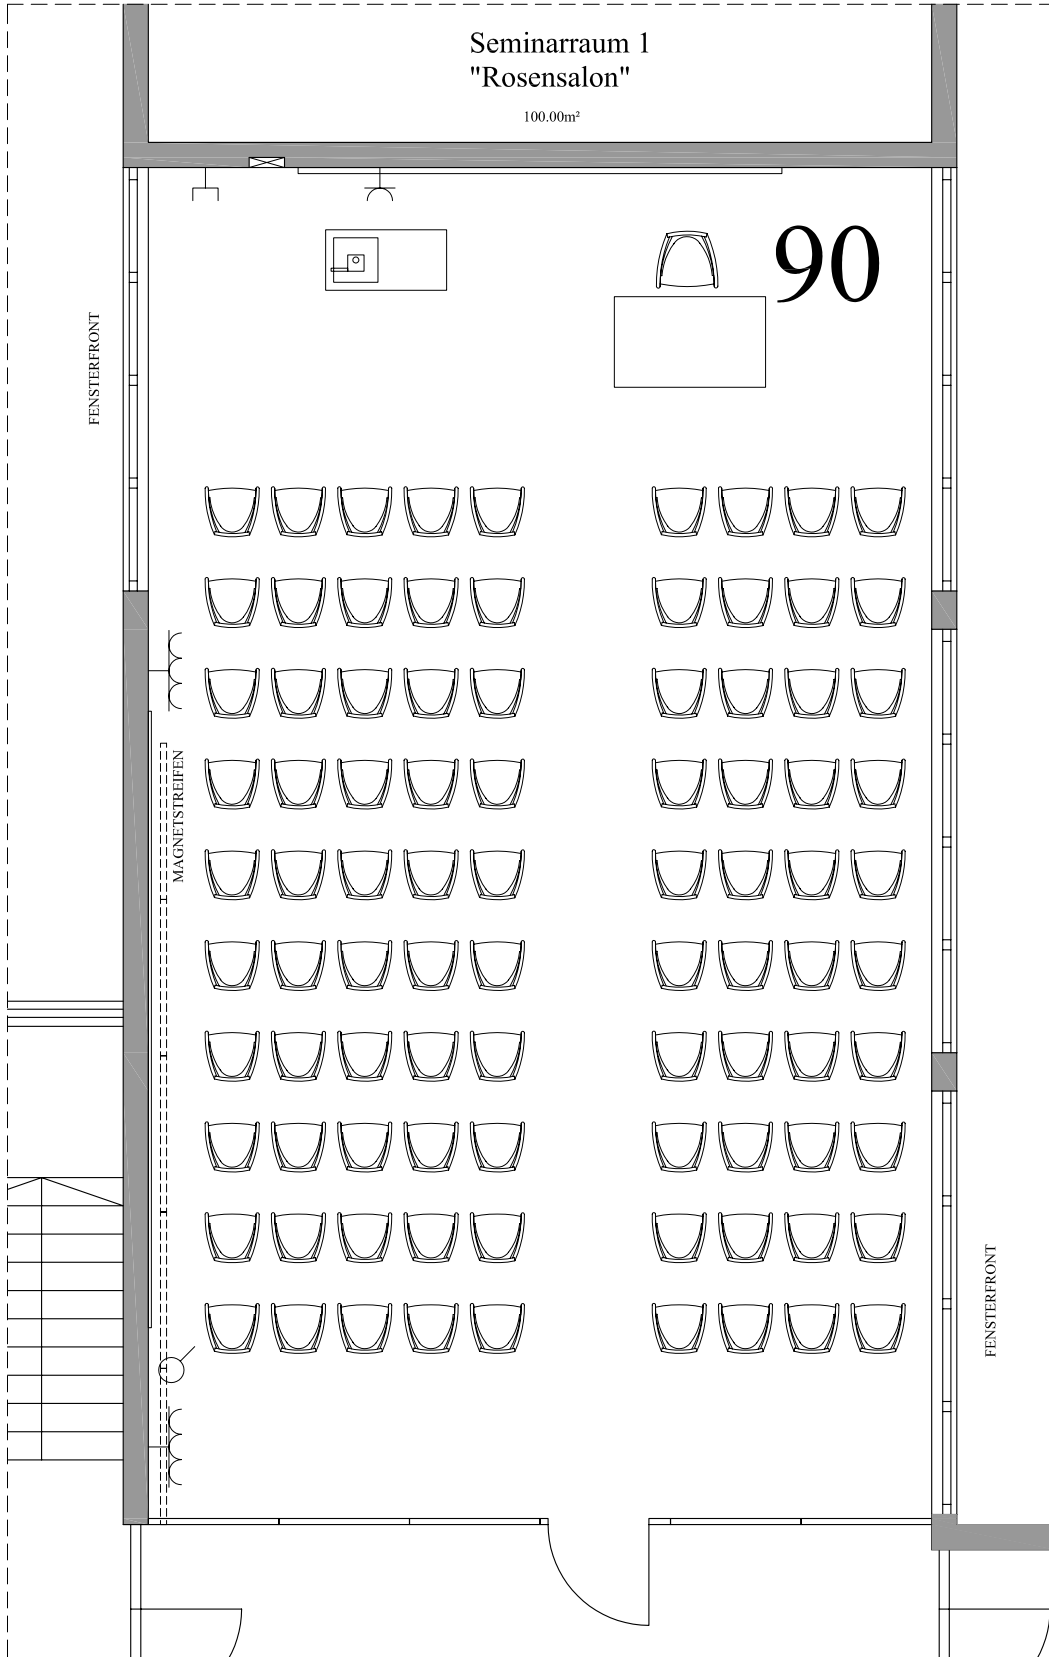 Seminarraum 1
"Rosensalon"
100.00m²
90
FENSTERFRONT
MAGNETSTREIFEN
FENSTERFRONT